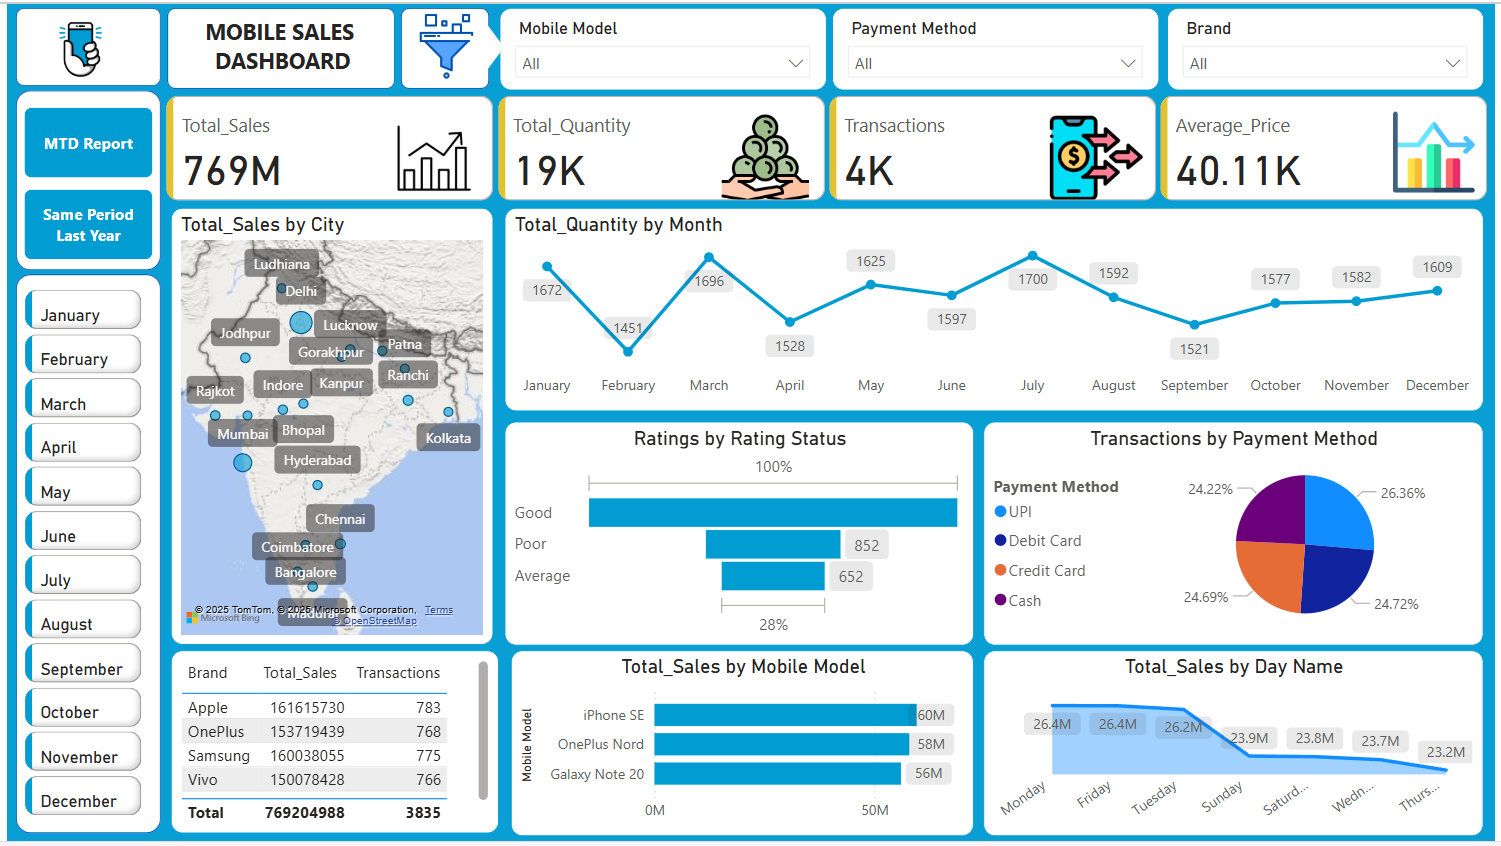 MOBILE SALES
DASHBOARD
Mobile Model
All
Payment Method
All
Brand
All
MTD Report
Same Period
Last Year
Total_Sales
769M
Total_Quantity
19K
Transactions
4K
Average_Price
40.11K
January
February
March
April
May
June
July
August
September
October
November
December
Total_Sales by City
Ludhiana
Delhi
Jodhpur
Lucknow
Gorakhpur
Patna
Rajkot
Indore
Kanpur
Ranchi
Mumbai
Bhopal
Kolkata
Hyderabad
Chennai
Coimbatore
Bangalore
Madurai
© 2025 TomTom, © 2025 Microsoft Corporation, Terms
Microsoft Bing
© OpenStreetMap
Total_Quantity by Month
1672
1451
1696
1528
1625
1597
1700
1592
1521
1577
1582
1609
January February March April May June July August September October November December
Ratings by Rating Status
100%
Good
Poor 852
Average 652
28%
Transactions by Payment Method
Payment Method
UPI
Debit Card
Credit Card
Cash
24.22%
26.36%
24.69%
24.72%
Brand Total_Sales Transactions
Apple 161615730 783
OnePlus 153719439 768
Samsung 160038055 775
Vivo 150078428 766
Total 769204988 3835
Total_Sales by Mobile Model
Mobile Model
iPhone SE 60M
OnePlus Nord 58M
Galaxy Note 20 56M
0M 50M
Total_Sales by Day Name
26.4M 26.4M 26.2M 23.9M 23.8M 23.7M 23.2M
Monday Friday Tuesday Sunday Saturd... Wedn... Thurs...